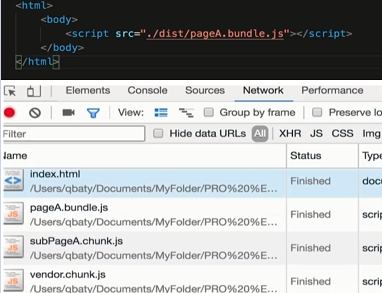 <html>
<body>
<script src="./dist/pageA.bundle.js"></script>
</body>
</html>
Elements Console Sources Network Performance
View: Group by frame Preserve lo
Filter Hide data URLs All XHR JS CSS Img
Name Status Type
index.html
/Users/qbaty/Documents/MyFolder/PRO%20%E... Finished docu
pageA.bundle.js
/Users/qbaty/Documents/MyFolder/PRO%20%E... Finished scrip
subPageA.chunk.js
/Users/qbaty/Documents/MyFolder/PRO%20%E... Finished scrip
vendor.chunk.js
/Users/qbaty/Documents/MyFolder/PRO%20%E... Finished scrip